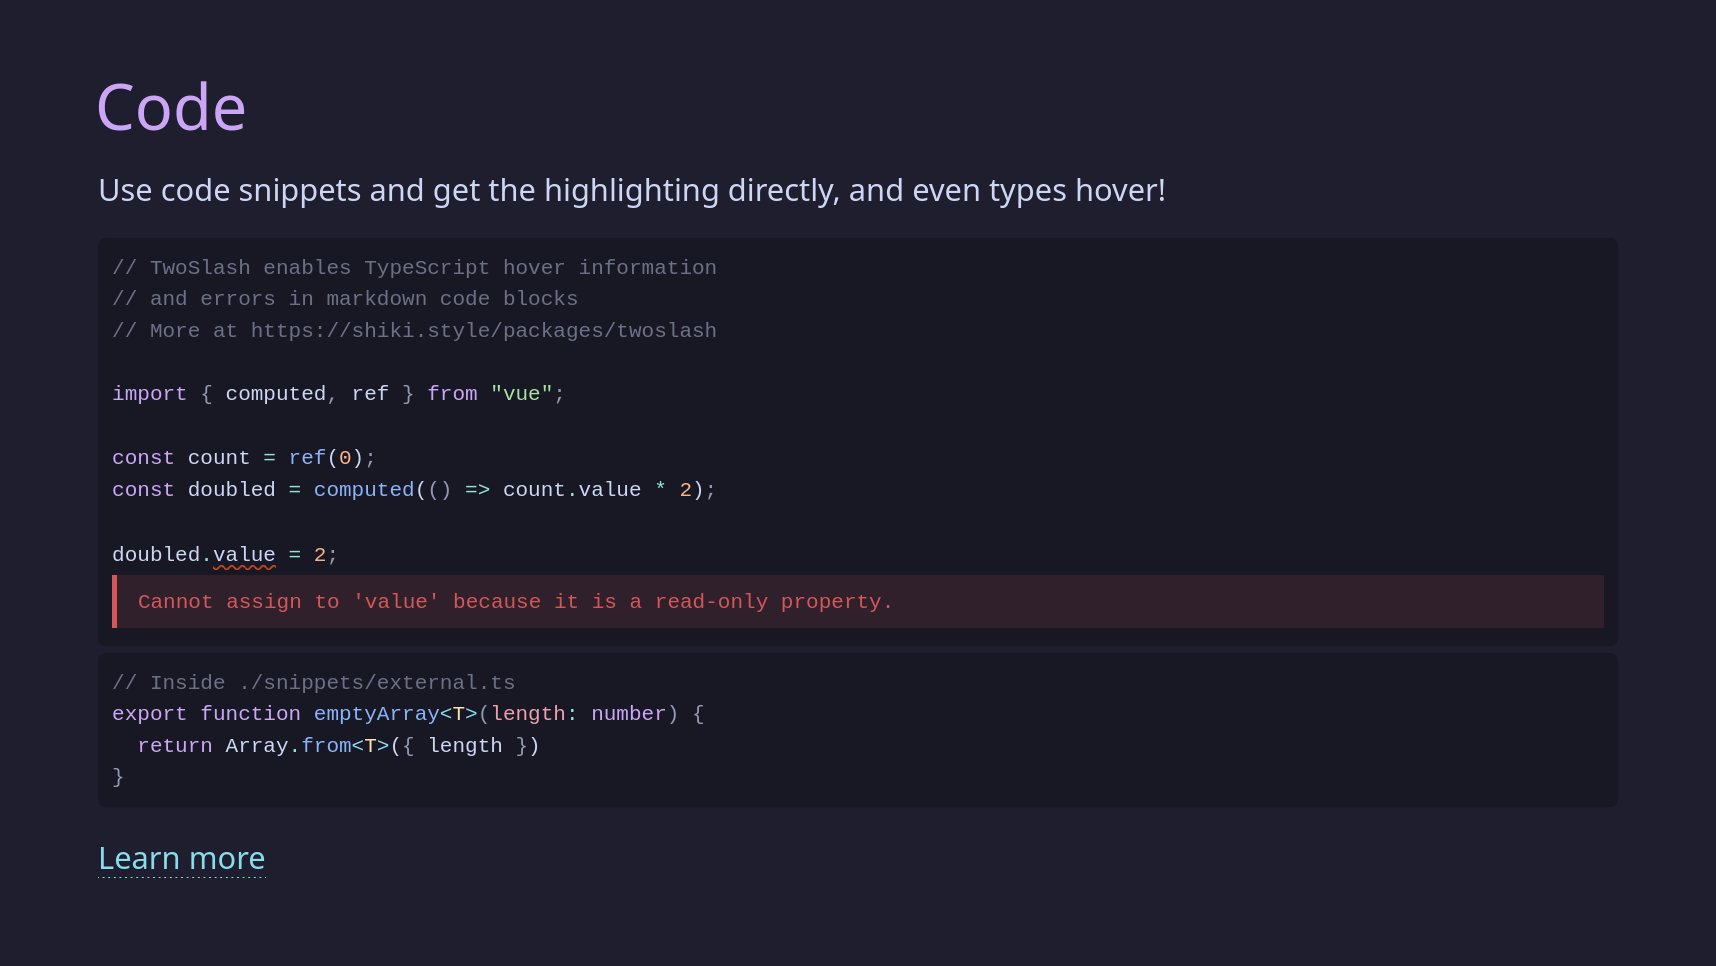 Code
Use code snippets and get the highlighting directly, and even types hover!
// TwoSlash enables TypeScript hover information
// and errors in markdown code blocks
// More at https://shiki.style/packages/twoslash
import { computed, ref } from "vue";
const count = ref(0);
const doubled = computed(() => count.value * 2);
doubled.value = 2;
Cannot assign to 'value' because it is a read-only property.
// Inside ./snippets/external.ts
export function emptyArray<T>(length: number) {
  return Array.from<T>({ length })
}
Learn more